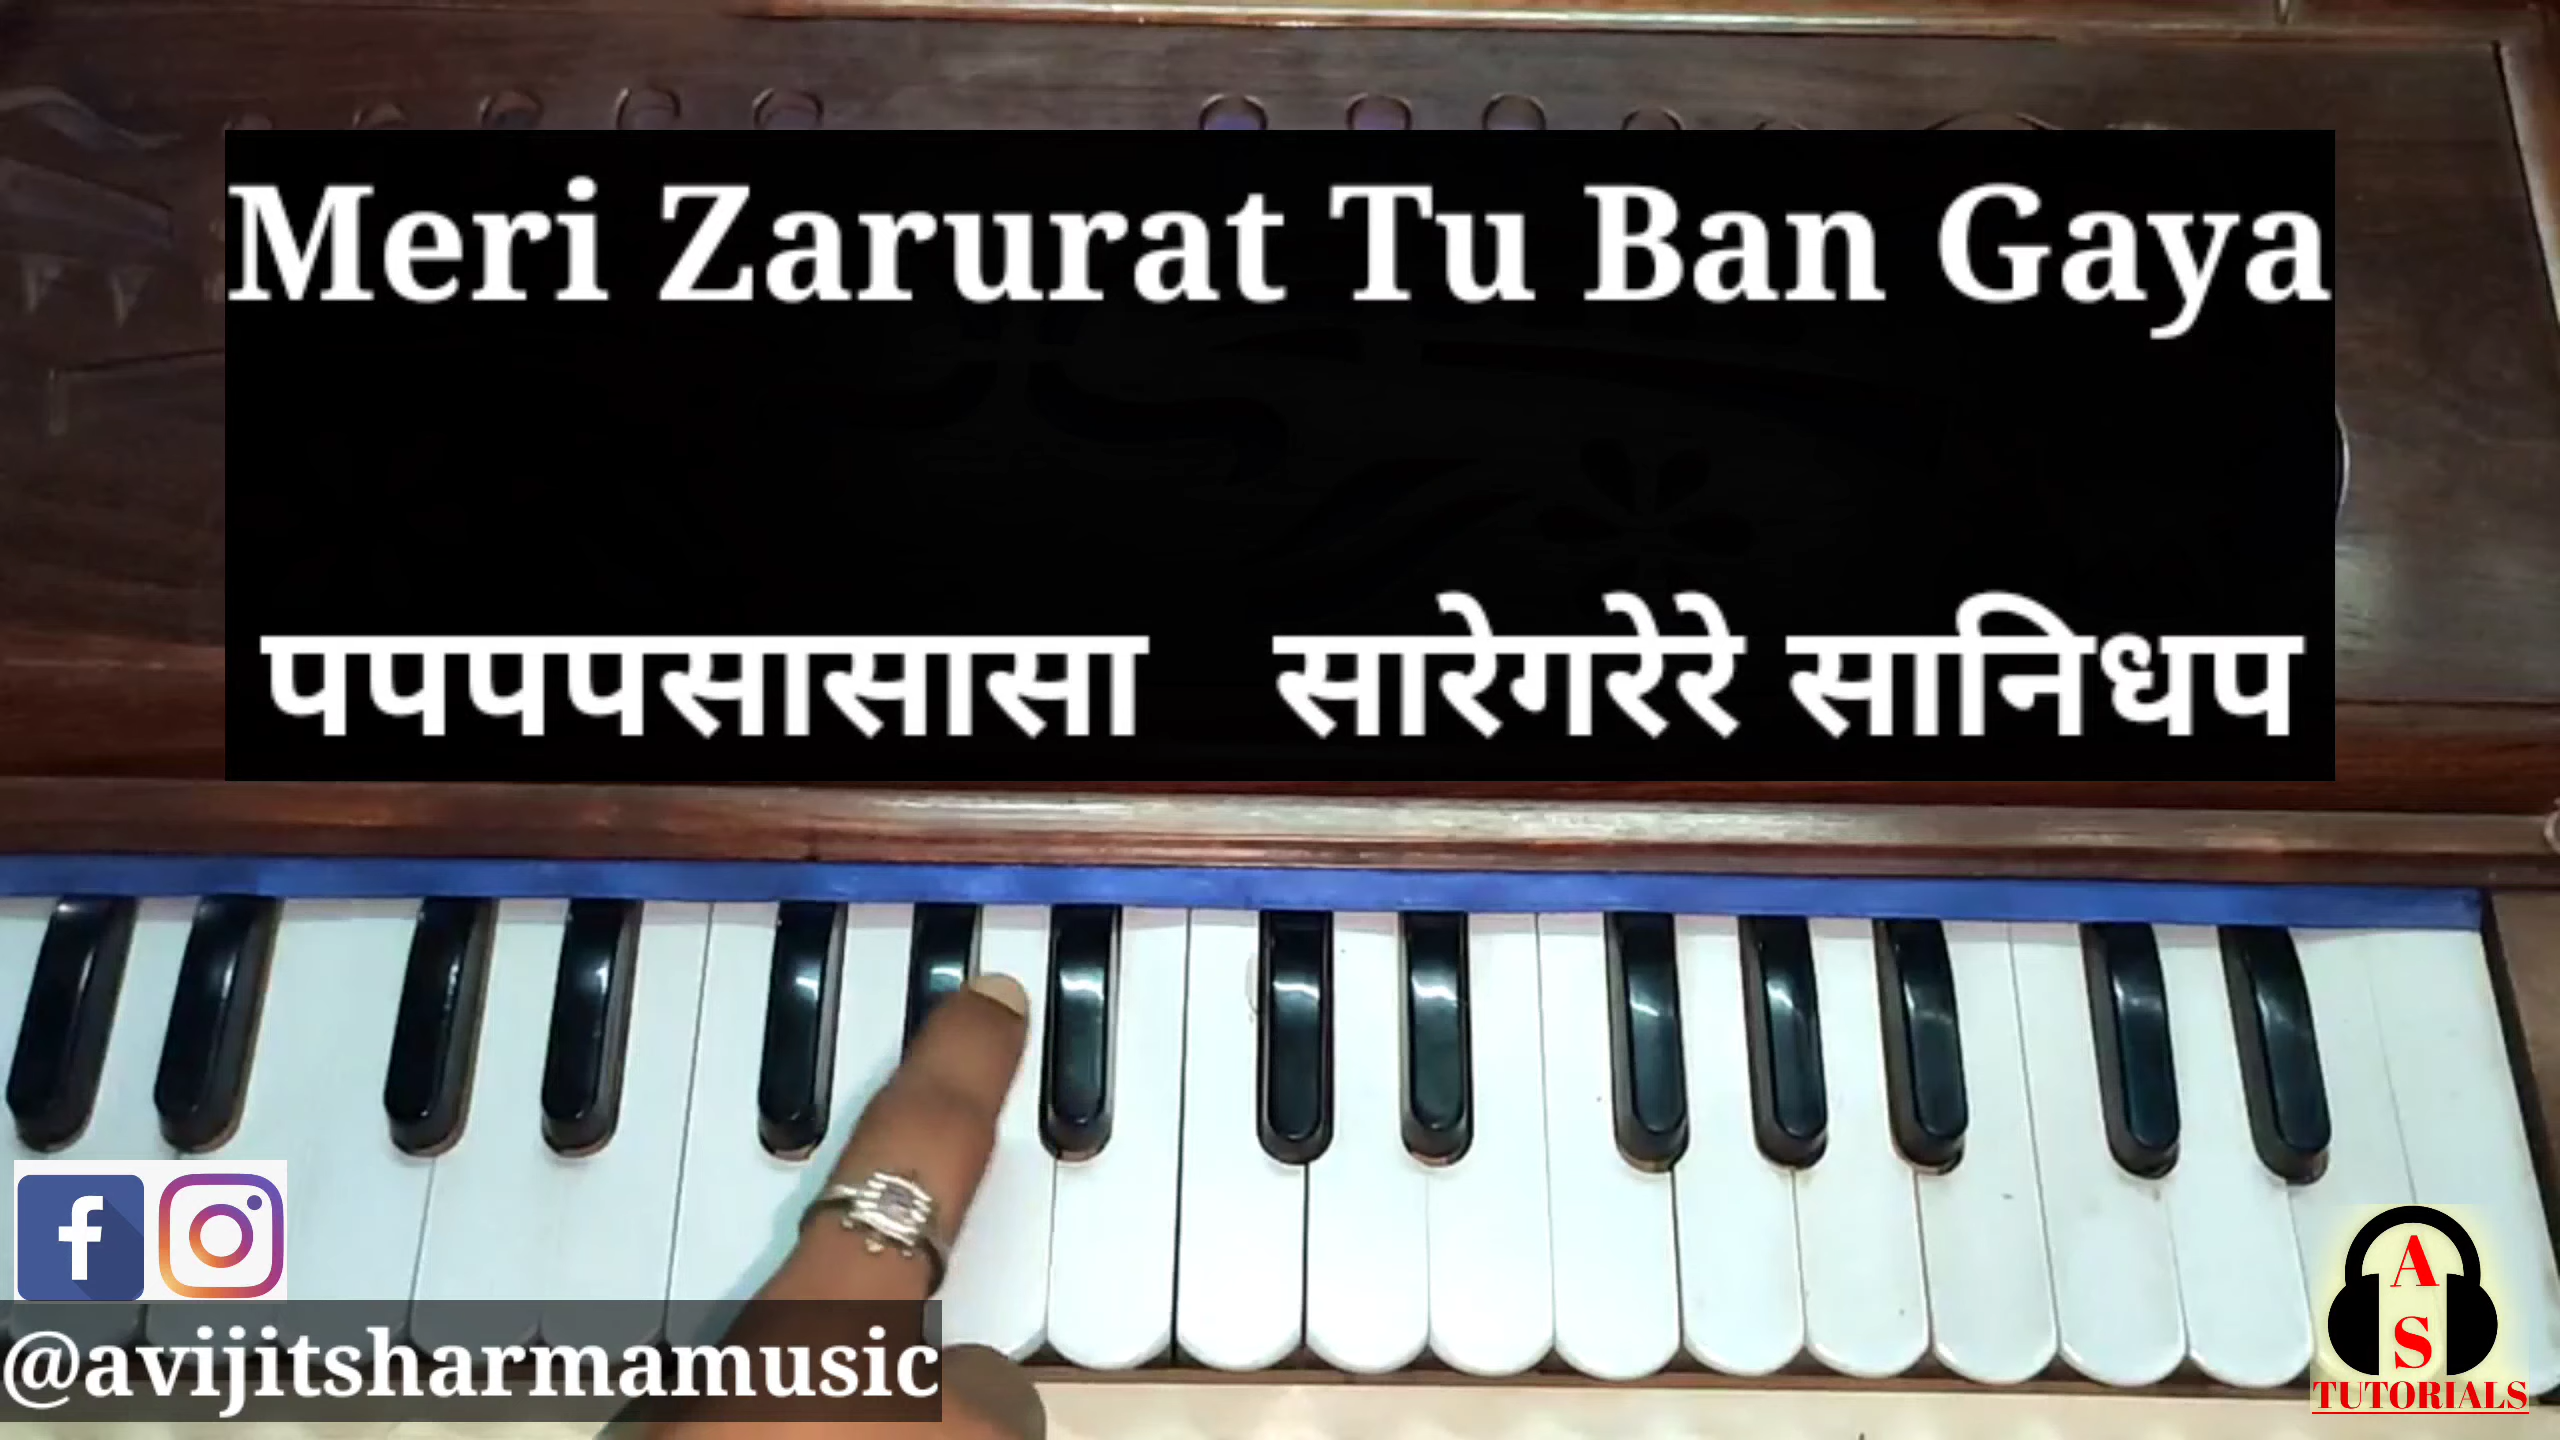 Meri Zarurat Tu Ban Gaya
पपपपसासासा सारेगरेरे सानिधप
f
@avijitsharmamusic
A
S
TUTORIALS